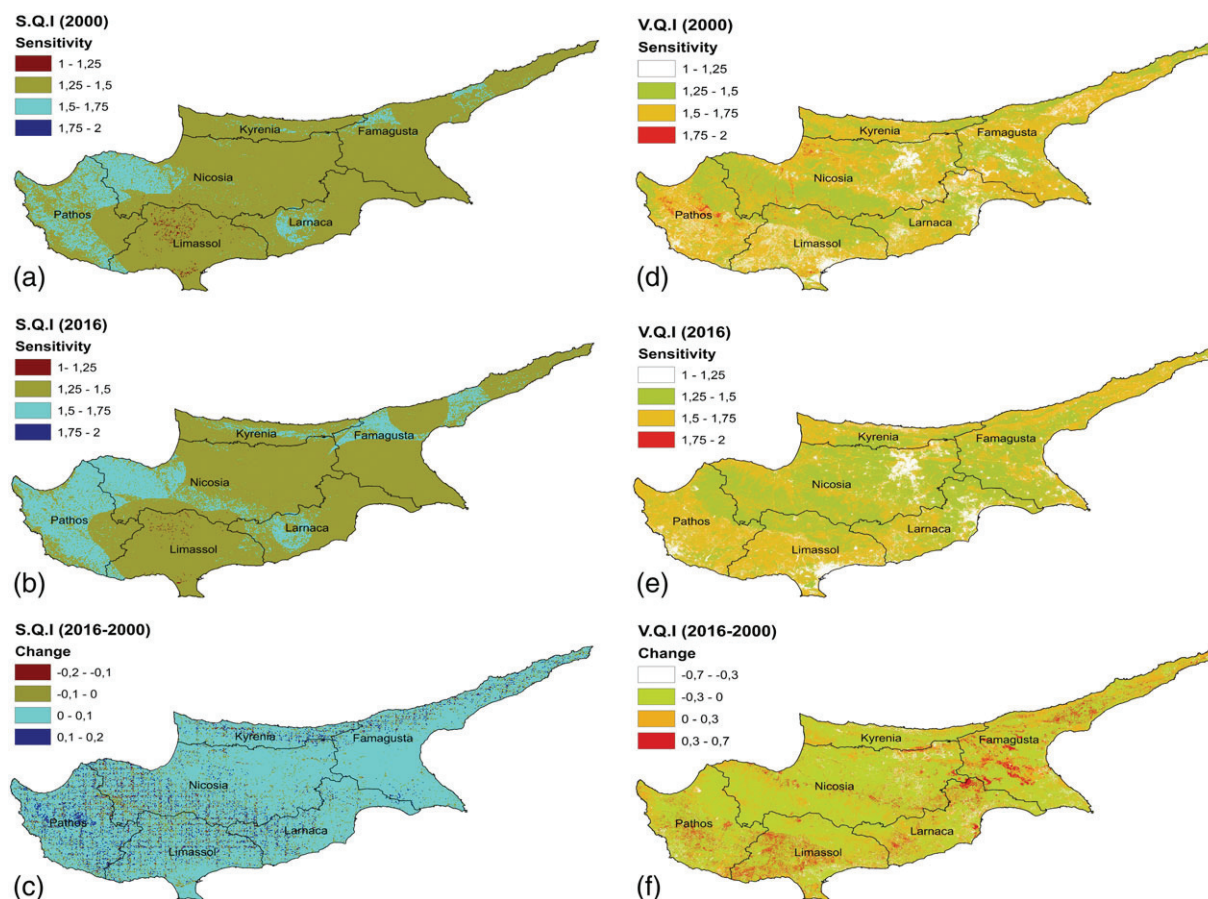 S.Q.I (2000)
Sensitivity
1 - 1,25
1,25 - 1,5
1,5- 1,75
1,75 - 2
Kyrenia
Famagusta
Nicosia
Pathos
Larnaca
Limassol
(a)
V.Q.I (2000)
Sensitivity
1 - 1,25
1,25 - 1,5
1,5 - 1,75
1,75 - 2
Kyrenia
Famagusta
Nicosia
Pathos
Larnaca
Limassol
(d)
S.Q.I (2016)
Sensitivity
1- 1,25
1,25 - 1,5
1,5 - 1,75
1,75 - 2
Kyrenia
Famagusta
Nicosia
Pathos
Larnaca
Limassol
(b)
V.Q.I (2016)
Sensitivity
1 - 1,25
1,25 - 1,5
1,5 - 1,75
1,75 - 2
Kyrenia
Famagusta
Nicosia
Pathos
Larnaca
Limassol
(e)
S.Q.I (2016-2000)
Change
-0,2 - -0,1
-0,1 - 0
0 - 0,1
0,1 - 0,2
Kyrenia
Famagusta
Nicosia
Pathos
Larnaca
Limassol
(c)
V.Q.I (2016-2000)
Change
-0,7 - -0,3
-0,3 - 0
0 - 0,3
0,3 - 0,7
Kyrenia
Famagusta
Nicosia
Pathos
Larnaca
Limassol
(f)